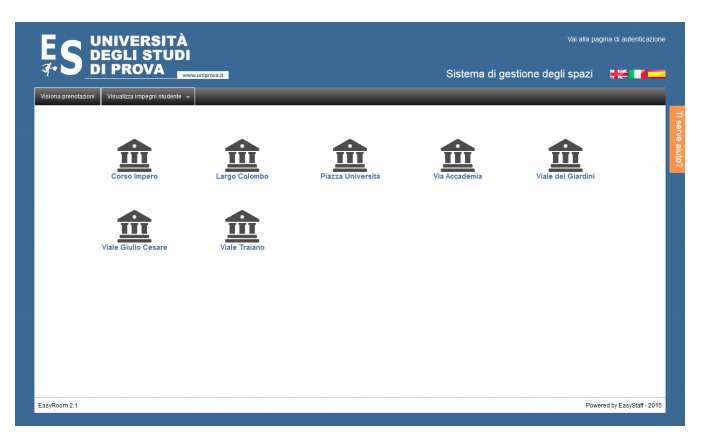 Vai alla pagina di autenticazione
ES UNIVERSITÀ
DEGLI STUDI
DI PROVA
www.uniprova.it
Sistema di gestione degli spazi
Visiona prenotazioni
Visualizza impegni studente
Ti serve aiuto?
Corso Impero
Largo Colombo
Piazza Università
Via Accademia
Viale dei Giardini
Viale Giulio Cesare
Viale Traiano
EasyRoom 2.1
Powered by EasyStaff - 2015